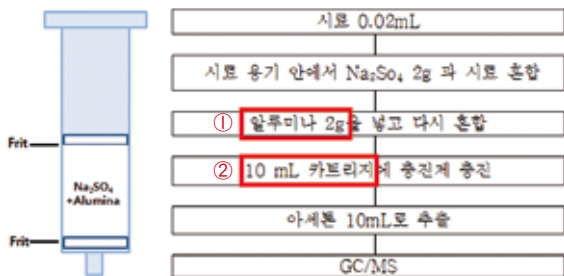 시료 0.02mL
시료 용기 안에서 Na₂So₄ 2g 과 시료 혼합
① 알루미나 2g을 넣고 다시 혼합
② 10 mL 카트리지에 충진제 충진
아세톤 10mL로 추출
GC/MS
Frit
Na₂SO₄
+Alumina
Frit